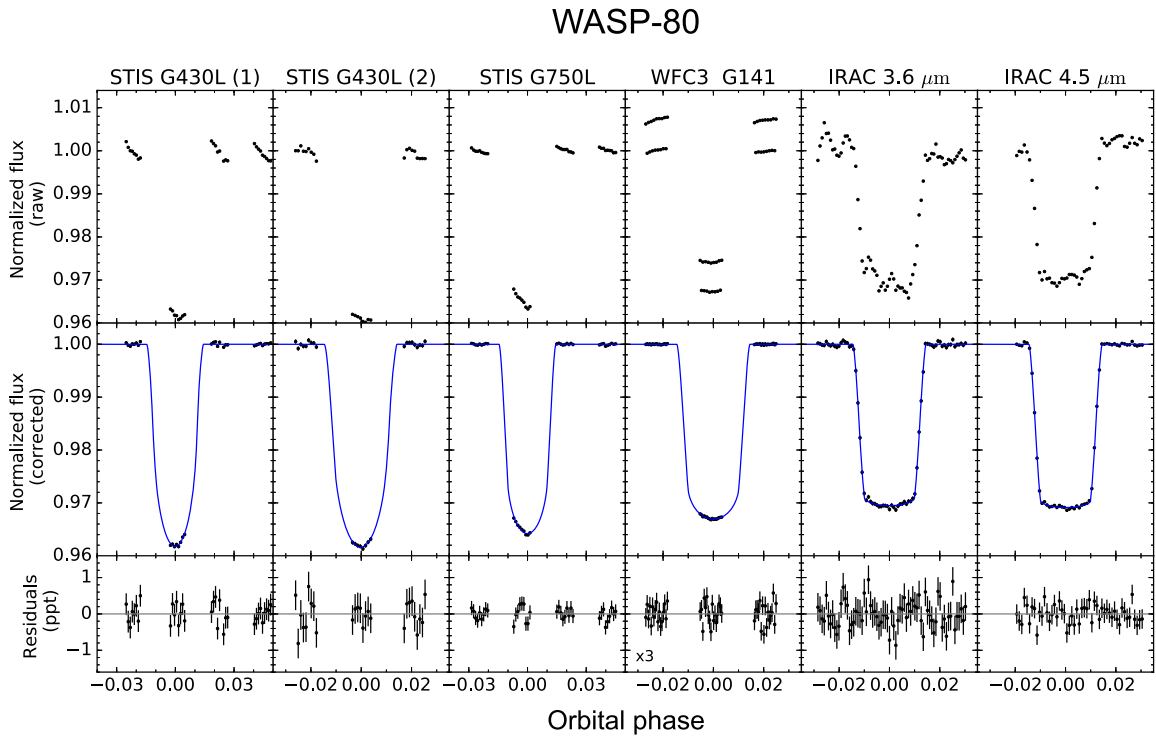 WASP-80
STIS G430L (1) STIS G430L (2) STIS G750L WFC3 G141 IRAC 3.6 μm IRAC 4.5 μm
Normalized flux
(raw)
1.01
1.00
0.99
0.98
0.97
0.96
Normalized flux
(corrected)
1.00
0.99
0.98
0.97
0.96
Residuals
(ppt)
1
0
−1
x3
−0.03 0.00 0.03 −0.02 0.00 0.02 −0.03 0.00 0.03 −0.02 0.00 0.02 −0.02 0.00 0.02 −0.02 0.00 0.02
Orbital phase